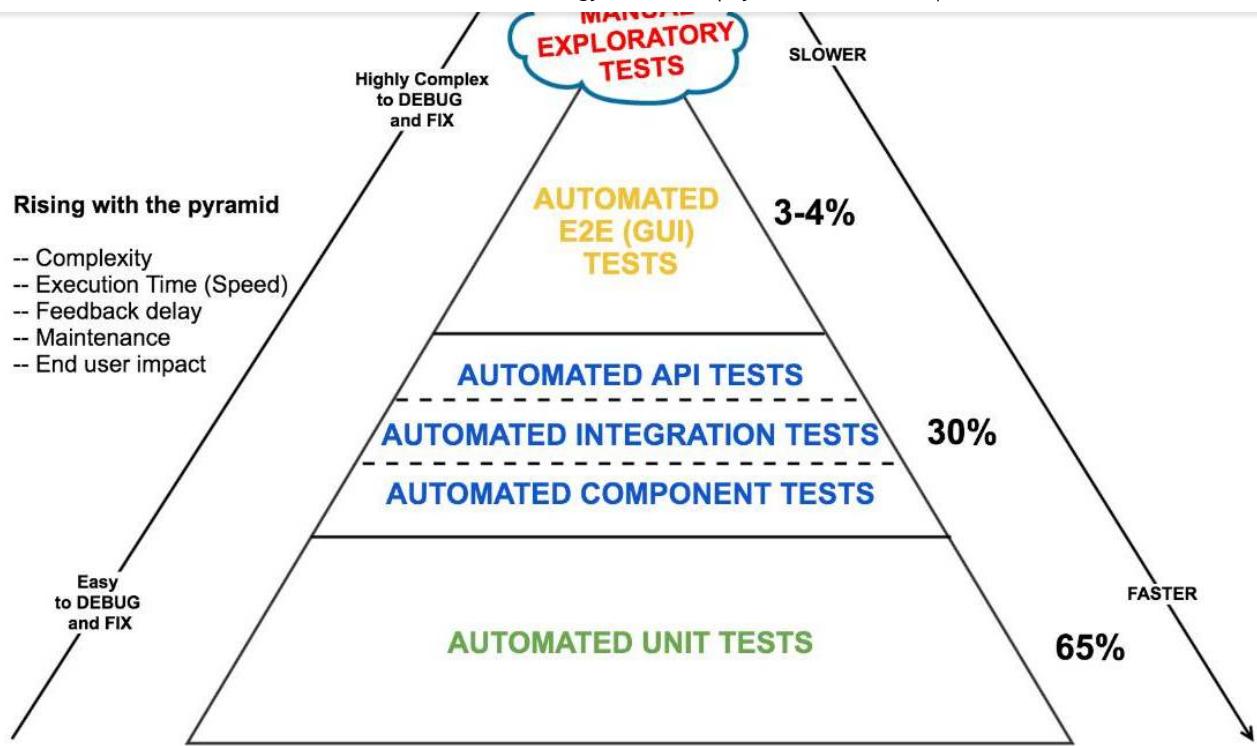 MANUAL
EXPLORATORY
TESTS
SLOWER
Highly Complex
to DEBUG
and FIX
Rising with the pyramid
-- Complexity
-- Execution Time (Speed)
-- Feedback delay
-- Maintenance
-- End user impact
AUTOMATED
E2E (GUI)
TESTS
3-4%
AUTOMATED API TESTS
AUTOMATED INTEGRATION TESTS
30%
AUTOMATED COMPONENT TESTS
Easy
to DEBUG
and FIX
FASTER
AUTOMATED UNIT TESTS
65%